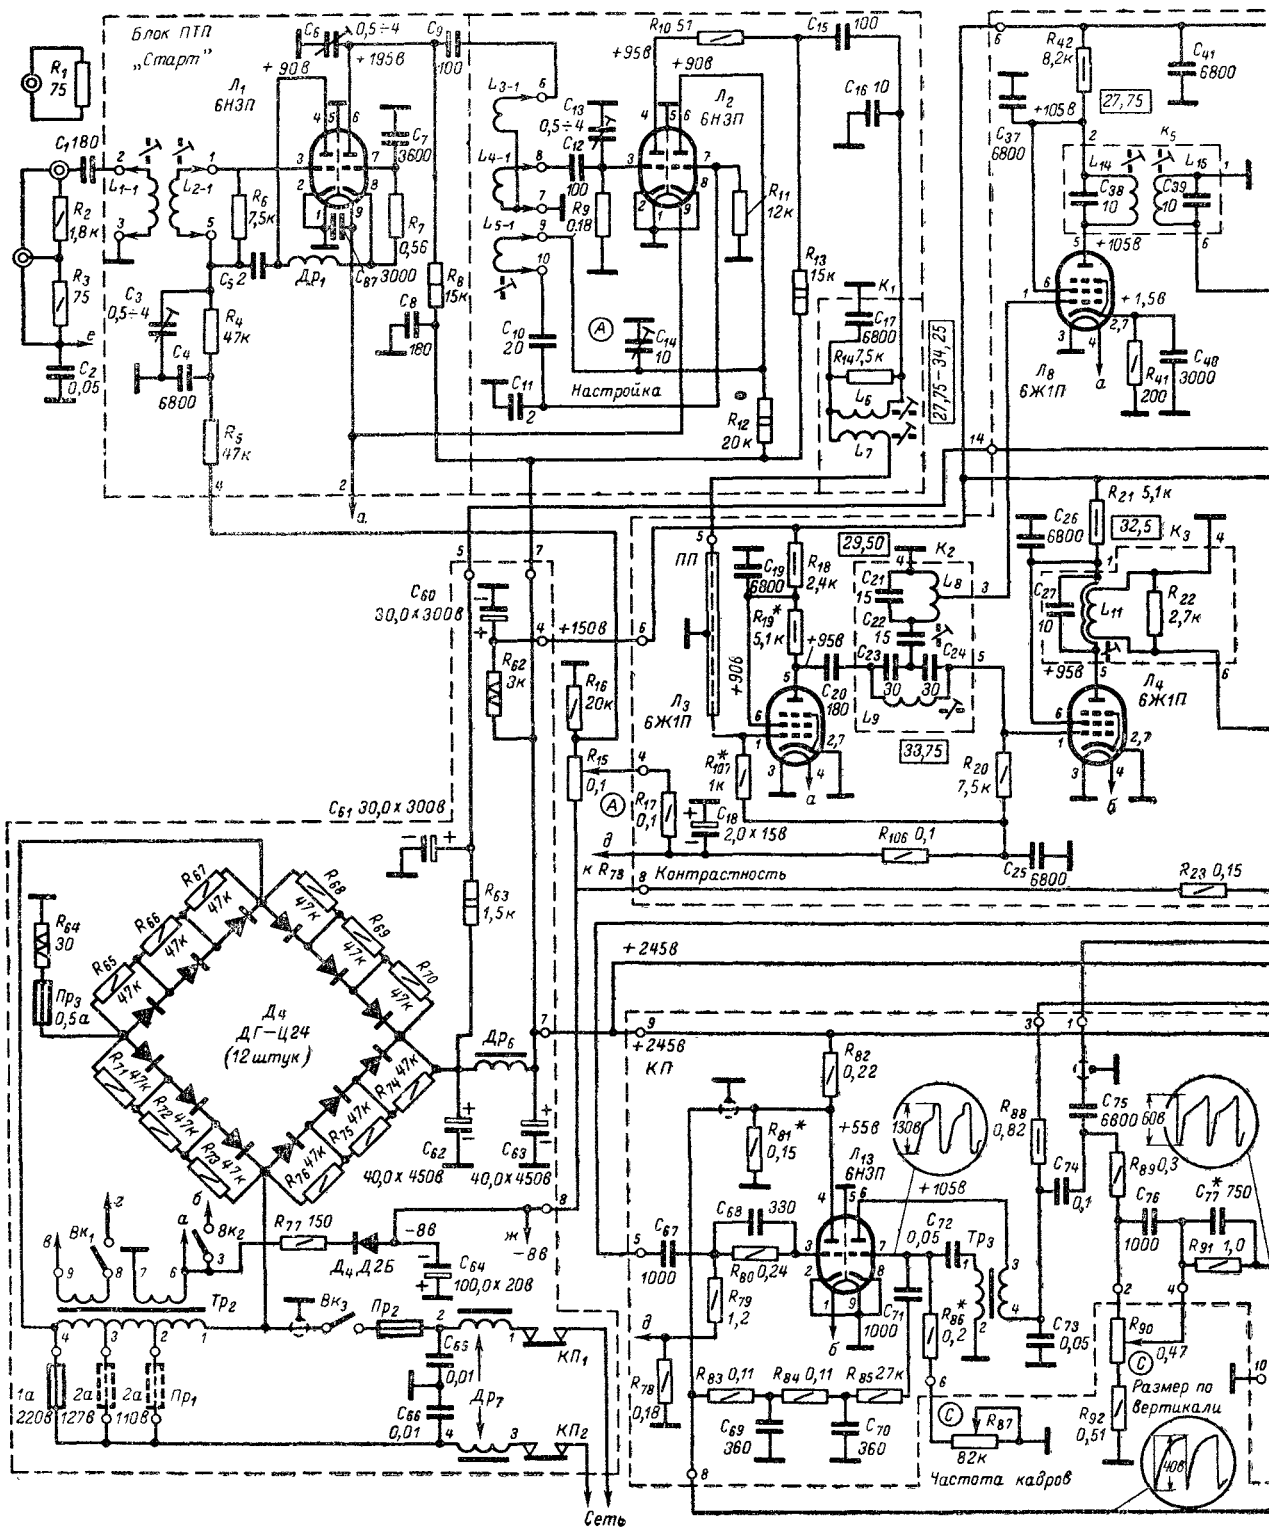 Блок ПТП
„Старт"
R₁
75
C₁ 180
L₁₋₁
L₂₋₁
R₂
1,8к
R₃
75
е
C₂
0,05
C₃
0,5÷4
C₄
6800
R₄
47к
R₅
47к
R₆
7,5к
C₅ 2
Др₁
C₆
0,5÷4
+90в
+195в
Л₁
6Н3П
C₇
3600
R₇
0,56
C₈₇ 3000
C₈
180
R₈
15к
C₉
100
а
L₃₋₁
L₄₋₁
L₅₋₁
C₁₀
20
C₁₁
2
C₁₂
100
C₁₃
0,5÷4
R₉
0,18
А
C₁₄
10
Настройка
R₁₀ 51
+95в
+90в
Л₂
6Н3П
R₁₁
12к
R₁₂
20к
R₁₃
15к
C₁₅
100
C₁₆ 10
К₁
C₁₇
6800
R₁₄ 7,5к
L₆
L₇
27,75-34,25
R₄₂
8,2к
C₄₁
6800
C₃₇
6800
+105в
27,75
К₅
L₁₄
L₁₅
C₃₈
10
C₃₉
10
+105в
+1,5в
Л₈
6Ж1П
а
R₄₁
200
C₄₀
3000
14
C₆₀
30,0×300в
+150в
R₆₂
3к
R₁₆
20к
R₁₅
0,1
А
R₁₇
0,1
д
к R₇₈
Контрастность
ПП
C₁₉
6800
R₁₈
2,4к
R₁₉*
5,1к
+90в
+95в
Л₃
6Ж1П
R₁₀₇*
1к
C₁₈
2,0×15в
а
C₂₀
180
29,50
К₂
C₂₁
15
L₈
C₂₂
15
C₂₃
30
C₂₄
30
L₉
33,75
R₂₀
7,5к
R₁₀₆ 0,1
C₂₅
6800
C₂₆
6800
R₂₁ 5,1к
32,5
К₃
C₂₇
10
L₁₁
R₂₂
2,7к
+95в
Л₄
6Ж1П
б
R₂₃ 0,15
C₆₁ 30,0×300в
R₆₃
1,5к
R₆₄
30
Пр₃
0,5а
R₆₅
47к
R₆₆
47к
R₆₇
47к
R₆₈
47к
R₆₉
47к
R₇₀
47к
R₇₁
47к
R₇₂
47к
R₇₃
47к
R₇₄
47к
R₇₅
47к
R₇₆
47к
Д₄
ДГ-Ц24
(12 штук)
Др₆
C₆₂
40,0×450в
C₆₃
40,0×450в
+245в
+245в
КП
в
Вк₁
г
а
б
Вк₂
R₇₇ 150
Д₄ Д2Б
-8в
ж
-8в
C₆₄
100,0×20в
Тр₂
Вк₃
Пр₂
1а
220в
2а
127в
2а
110в
Пр₁
C₆₅
0,01
C₆₆
0,01
Др₇
КП₁
КП₂
Сеть
R₈₂
0,22
R₈₁*
0,15
+55в
Л₁₃
6Н3П
+105в
130в
C₆₇
1000
C₆₈
330
R₈₀ 0,24
R₇₉
1,2
д
R₇₈
0,18
б
C₇₁
1000
C₇₂
0,05
Тр₃
R₈₆*
0,2
R₈₃ 0,11
R₈₄ 0,11
R₈₅ 27к
C₆₉
360
C₇₀
360
С
R₈₇
82к
Частота кадров
R₈₈
0,82
C₇₃
0,05
C₇₄
0,1
C₇₅
6800
60в
R₈₉ 0,3
C₇₆
1000
C₇₇* 750
R₉₁ 1,0
R₉₀
0,47
С
Размер по
вертикали
R₉₂
0,51
40в
10